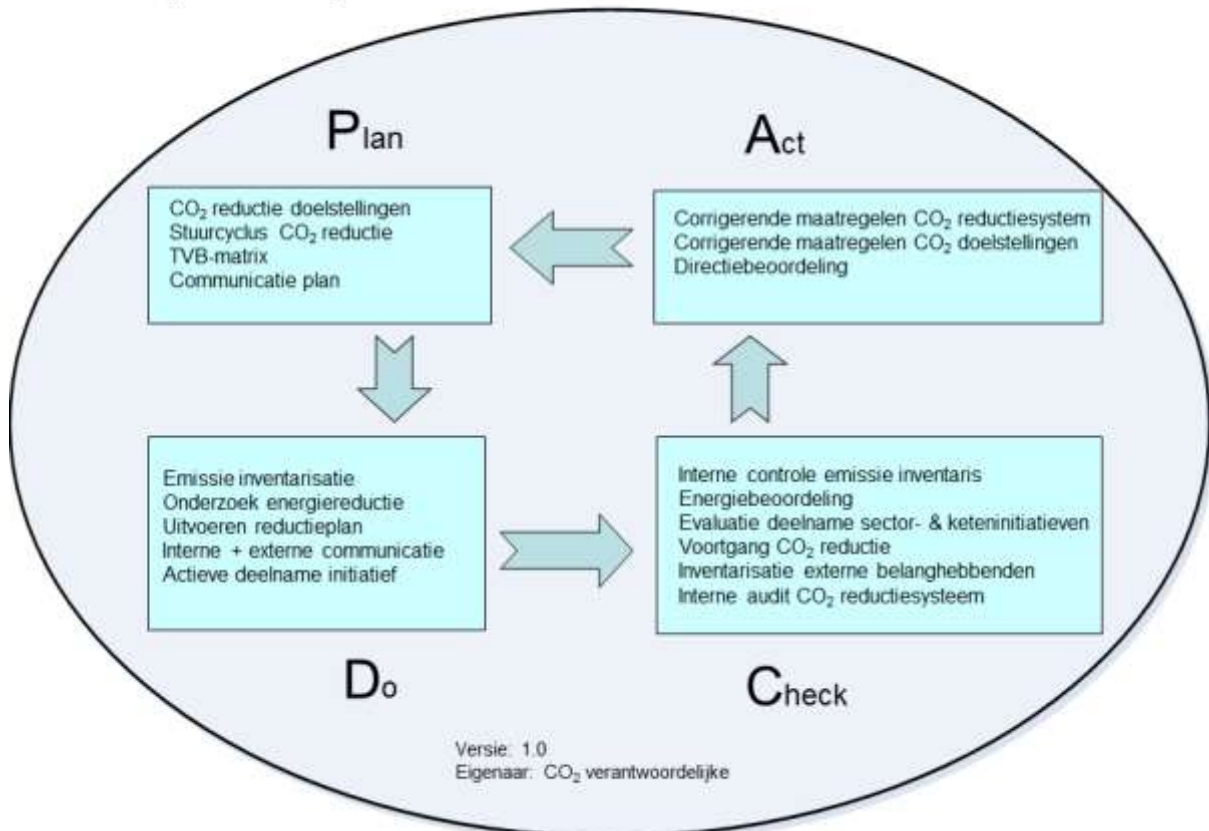 Plan
CO₂ reductie doelstellingen
Stuurcyclus CO₂ reductie
TVB-matrix
Communicatie plan
Act
Corrigerende maatregelen CO₂ reductiesystem
Corrigerende maatregelen CO₂ doelstellingen
Directiebeoordeling
Emissie inventarisatie
Onderzoek energiereductie
Uitvoeren reductieplan
Interne + externe communicatie
Actieve deelname initiatief
Do
Interne controle emissie inventaris
Energiebeoordeling
Evaluatie deelname sector- & keteninitiatieven
Voortgang CO₂ reductie
Inventarisatie externe belanghebbenden
Interne audit CO₂ reductiesysteem
Check
Versie: 1.0
Eigenaar: CO₂ verantwoordelijke